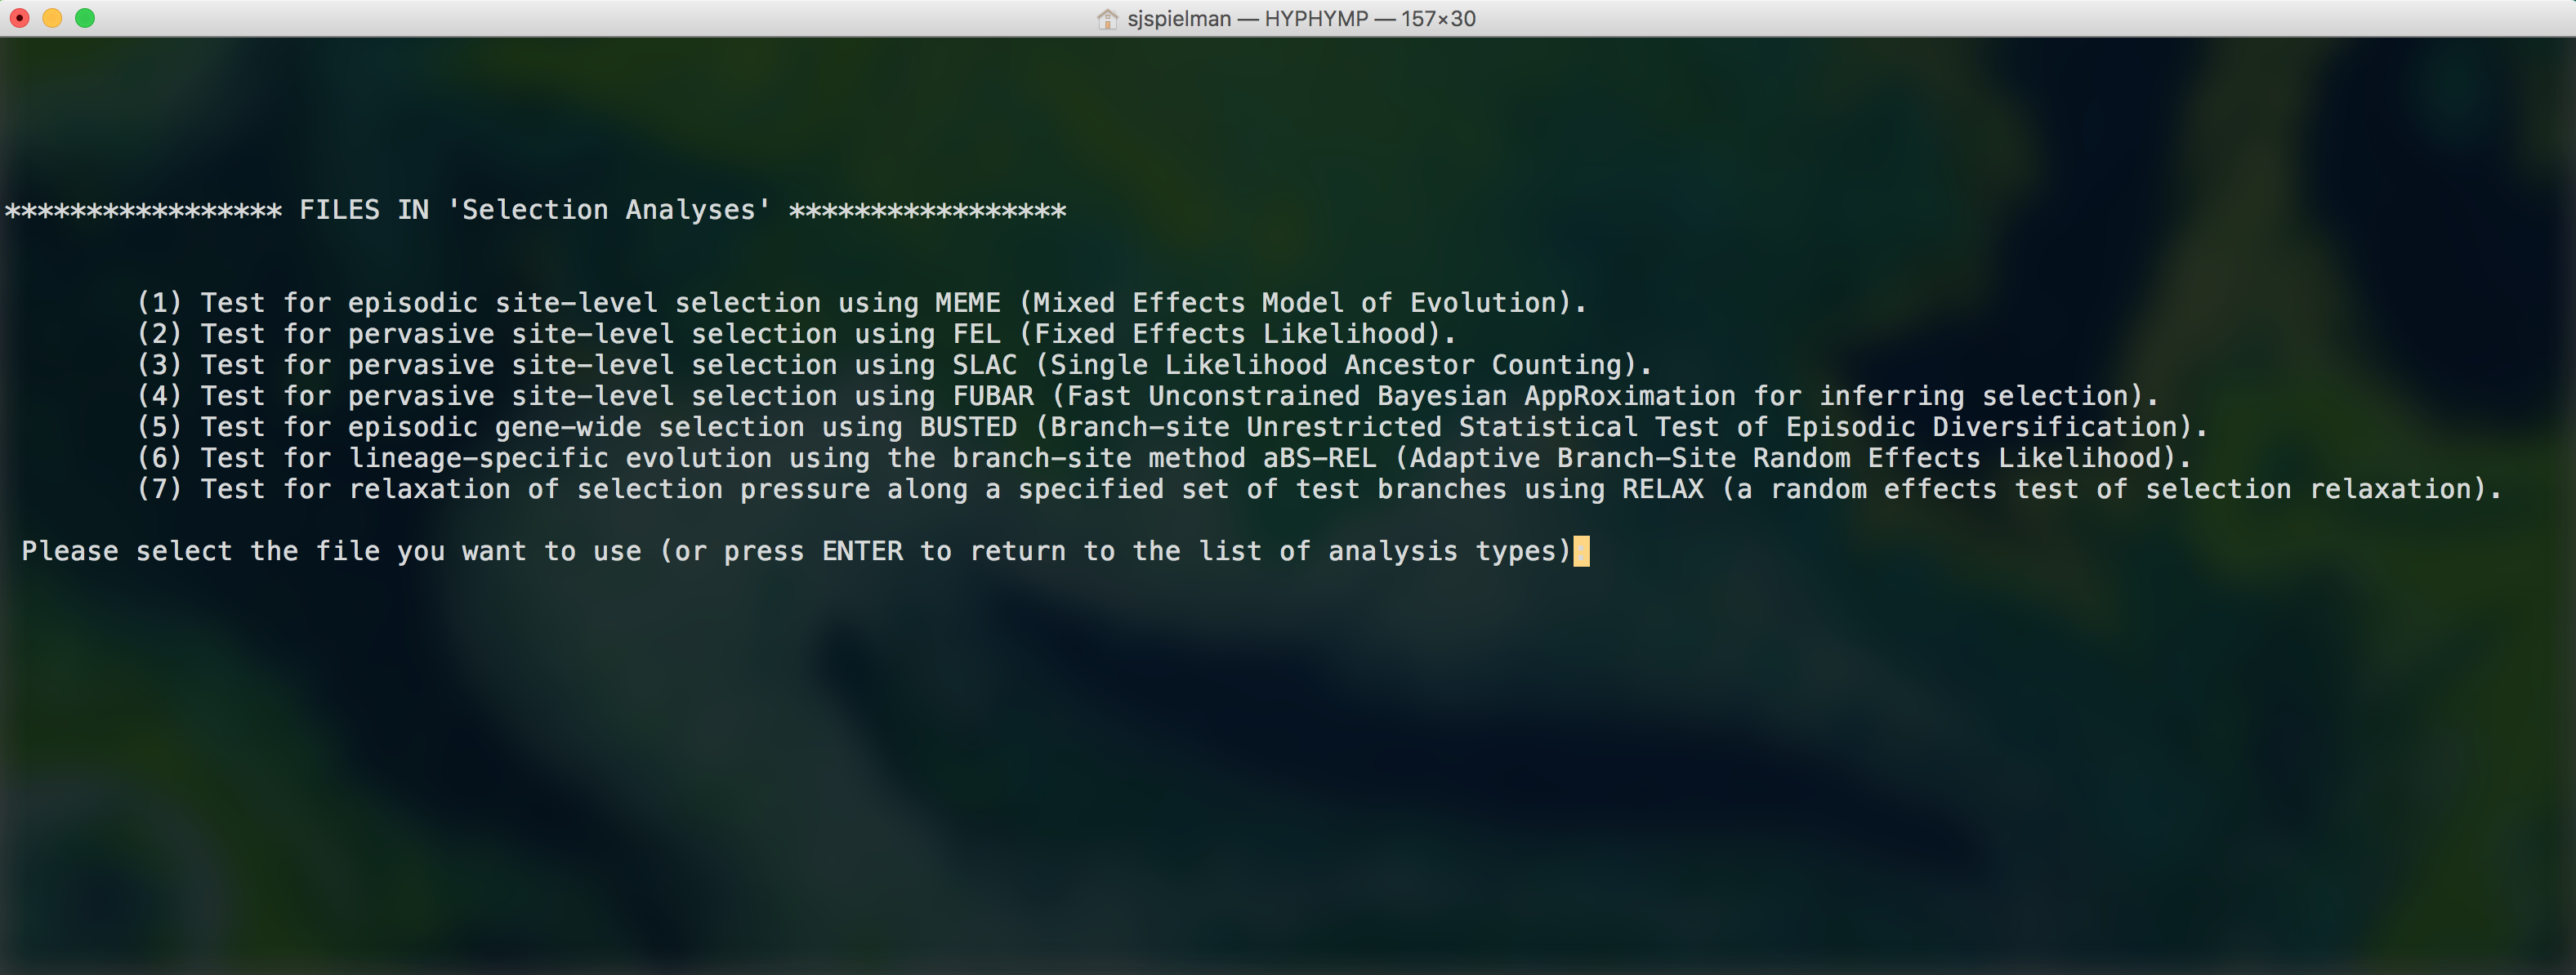 sjspielman — HYPHYMP — 157×30
***************** FILES IN 'Selection Analyses' *****************
(1) Test for episodic site-level selection using MEME (Mixed Effects Model of Evolution).
(2) Test for pervasive site-level selection using FEL (Fixed Effects Likelihood).
(3) Test for pervasive site-level selection using SLAC (Single Likelihood Ancestor Counting).
(4) Test for pervasive site-level selection using FUBAR (Fast Unconstrained Bayesian AppRoximation for inferring selection).
(5) Test for episodic gene-wide selection using BUSTED (Branch-site Unrestricted Statistical Test of Episodic Diversification).
(6) Test for lineage-specific evolution using the branch-site method aBS-REL (Adaptive Branch-Site Random Effects Likelihood).
(7) Test for relaxation of selection pressure along a specified set of test branches using RELAX (a random effects test of selection relaxation).
Please select the file you want to use (or press ENTER to return to the list of analysis types)